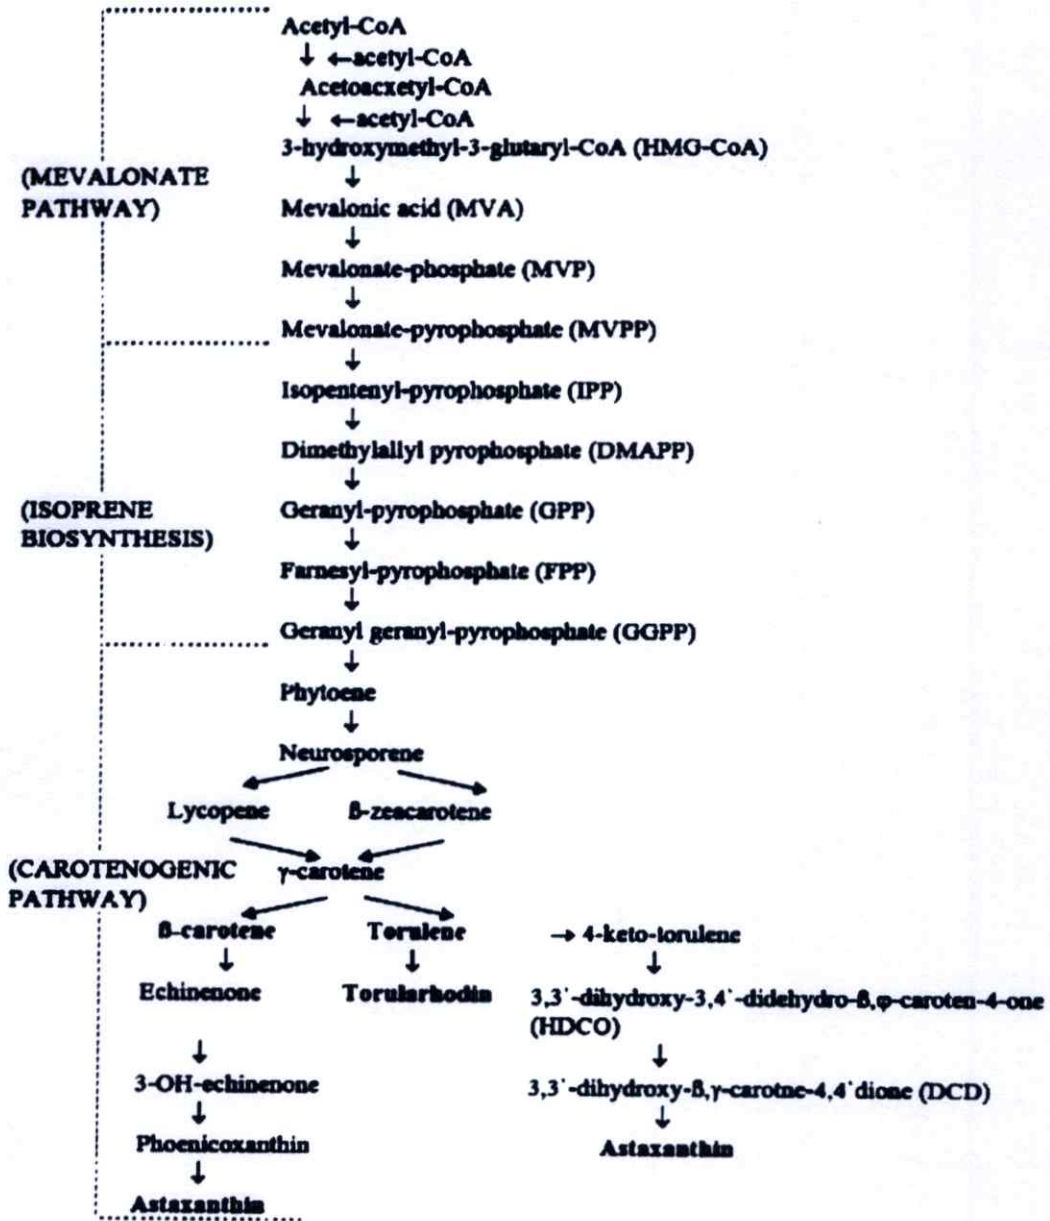 Acetyl-CoA
↓ ←acetyl-CoA
Acetoacxetyl-CoA
↓ ←acetyl-CoA
3-hydroxymethyl-3-glutaryl-CoA (HMG-CoA)
(MEVALONATE
PATHWAY)
↓
Mevalonic acid (MVA)
↓
Mevalonate-phosphate (MVP)
↓
Mevalonate-pyrophosphate (MVPP)
↓
Isopentenyl-pyrophosphate (IPP)
↓
Dimethylallyl pyrophosphate (DMAPP)
↓
(ISOPRENE
BIOSYNTHESIS)
Geranyl-pyrophosphate (GPP)
↓
Farnesyl-pyrophosphate (FPP)
↓
Geranyl geranyl-pyrophosphate (GGPP)
↓
Phytoene
↓
Neurosporene
Lycopene ß-zeacarotene
(CAROTENOGENIC
PATHWAY)
γ-carotene
ß-carotene Torulene → 4-keto-torulene
↓ ↓ ↓
Echinenone Torularhodin 3,3'-dihydroxy-3,4'-didehydro-ß,φ-caroten-4-one
(HDCO)
↓ ↓
3-OH-echinenone 3,3'-dihydroxy-ß,γ-carotne-4,4'dione (DCD)
↓ ↓
Phoenicoxanthin Astaxanthin
↓
Astaxanthin